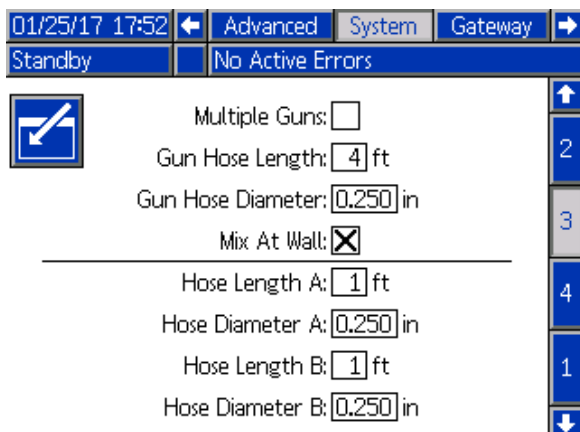 01/25/17 17:52 Advanced System Gateway
Standby No Active Errors
Multiple Guns:
Gun Hose Length: 4 ft
2
Gun Hose Diameter: 0.250 in
3
Mix At Wall:
Hose Length A: 1 ft
4
Hose Diameter A: 0.250 in
Hose Length B: 1 ft
1
Hose Diameter B: 0.250 in